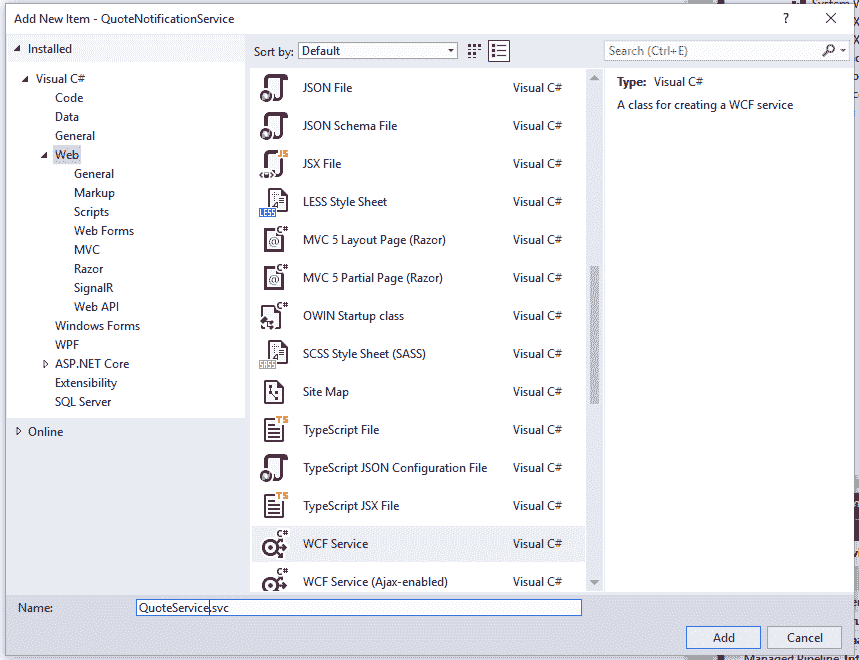 Add New Item - QuoteNotificationService
?
Installed
Sort by: Default
Search (Ctrl+E)
Visual C#
Code
Data
General
Web
General
Markup
Scripts
Web Forms
MVC
Razor
SignalR
Web API
Windows Forms
WPF
ASP.NET Core
Extensibility
SQL Server
Online
JSON File Visual C#
JSON Schema File Visual C#
JS
JSX File Visual C#
LESS
LESS Style Sheet Visual C#
C#
@
MVC 5 Layout Page (Razor) Visual C#
C#
@
MVC 5 Partial Page (Razor) Visual C#
C#
OWIN Startup class Visual C#
SASS
SCSS Style Sheet (SASS) Visual C#
Site Map Visual C#
TS
TypeScript File Visual C#
TypeScript JSON Configuration File Visual C#
TS
TypeScript JSX File Visual C#
C#
WCF Service Visual C#
C#
WCF Service (Ajax-enabled) Visual C#
Type: Visual C#
A class for creating a WCF service
Name: QuoteService.svc
Add Cancel